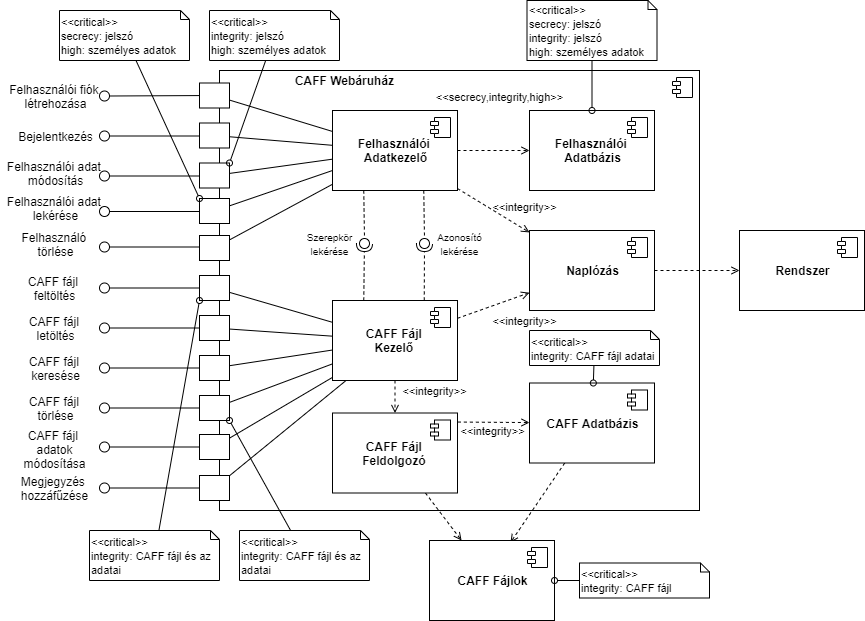 <<critical>>
secrecy: jelszó
high: személyes adatok
<<critical>>
integrity: jelszó
high: személyes adatok
<<critical>>
secrecy: jelszó
integrity: jelszó
high: személyes adatok
CAFF Webáruház
Felhasználói fiók
létrehozása
Bejelentkezés
Felhasználói adat
módosítás
Felhasználói adat
lekérése
Felhasználó
törlése
CAFF fájl
feltöltés
CAFF fájl
letöltés
CAFF fájl
keresése
CAFF fájl
törlése
CAFF fájl
adatok
módosítása
Megjegyzés
hozzáfűzése
Felhasználói
Adatkezelő
<<secrecy,integrity,high>>
Felhasználói
Adatbázis
<<integrity>>
Szerepkör
lekérése
Azonosító
lekérése
Naplózás
Rendszer
CAFF Fájl
Kezelő
<<integrity>>
<<critical>>
integrity: CAFF fájl adatai
<<integrity>>
CAFF Fájl
Feldolgozó
<<integrity>>
CAFF Adatbázis
<<critical>>
integrity: CAFF fájl és az
adatai
<<critical>>
integrity: CAFF fájl és az
adatai
CAFF Fájlok
<<critical>>
integrity: CAFF fájl